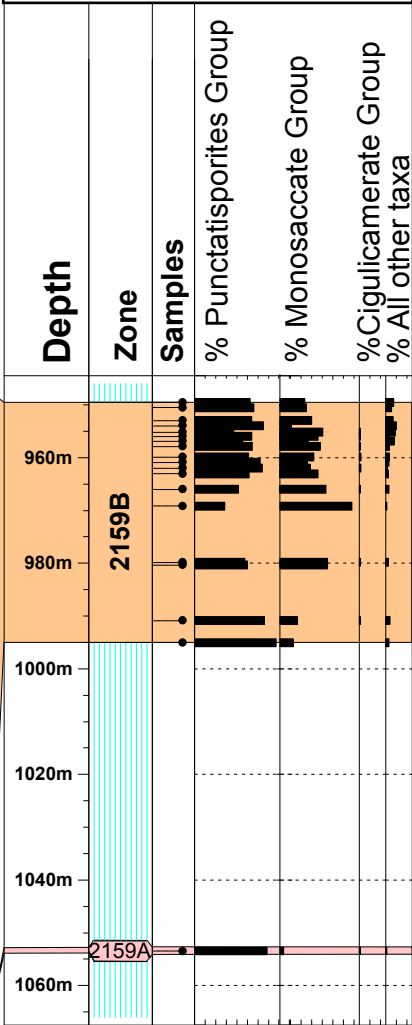 Depth
Zone
Samples
% Punctatisporites Group
% Monosaccate Group
%Cigulicamerate Group
% All other taxa
960m
2159B
980m
1000m
1020m
1040m
2159A
1060m